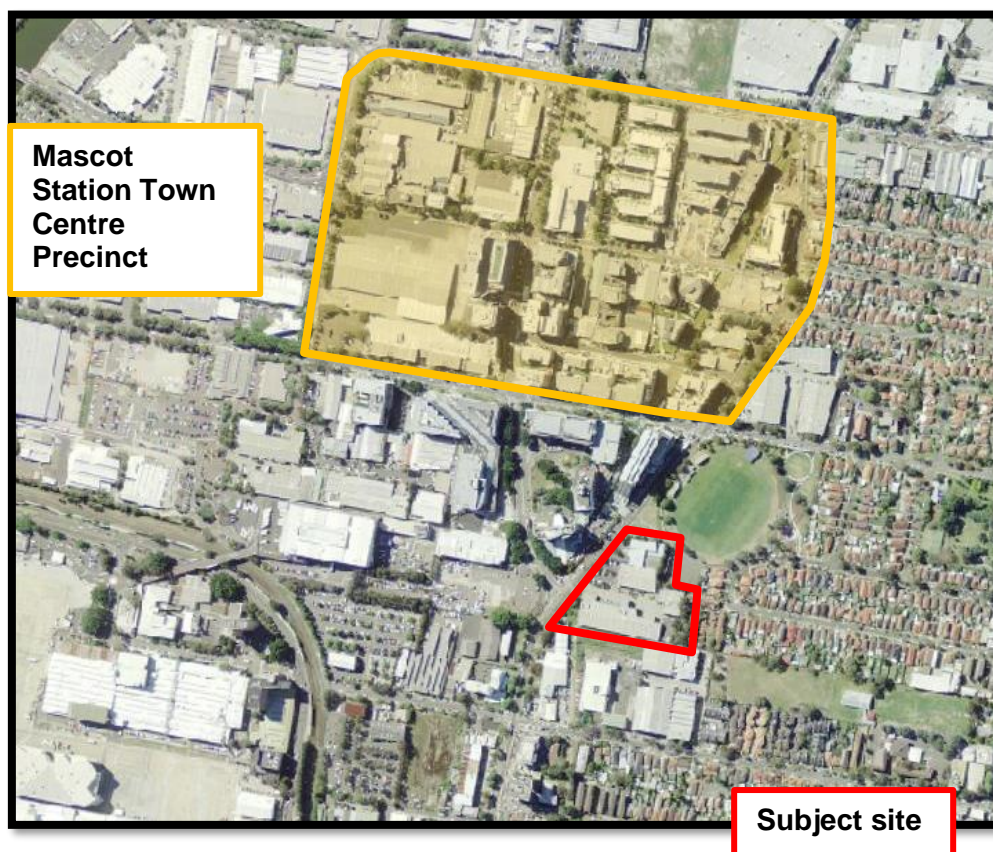 Mascot
Station Town
Centre
Precinct
Subject site